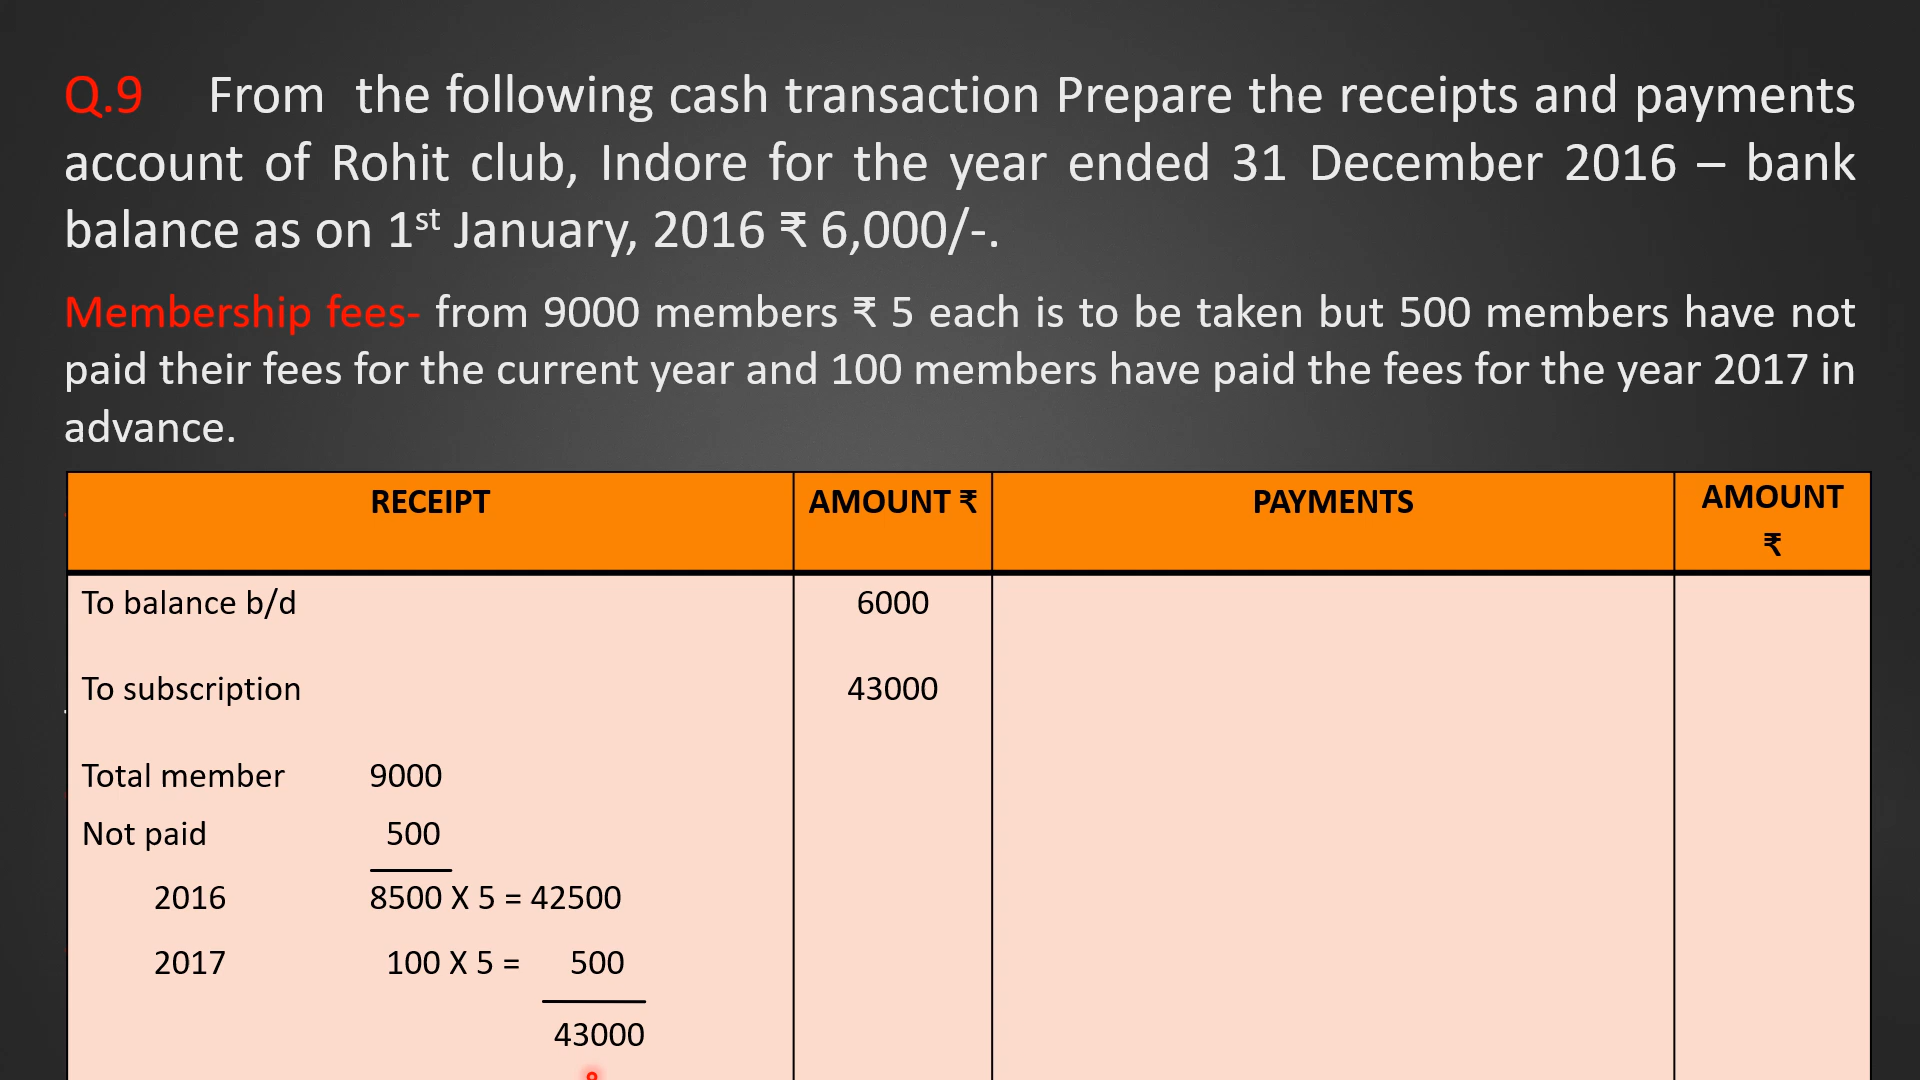 Q.9 From the following cash transaction Prepare the receipts and payments
account of Rohit club, Indore for the year ended 31 December 2016 – bank
balance as on 1st January, 2016 ₹ 6,000/-.
Membership fees- from 9000 members ₹ 5 each is to be taken but 500 members have not
paid their fees for the current year and 100 members have paid the fees for the year 2017 in
advance.
RECEIPT AMOUNT ₹ PAYMENTS AMOUNT
₹
To balance b/d 6000
To subscription 43000
Total member 9000
Not paid 500
2016 8500 X 5 = 42500
2017 100 X 5 = 500
43000